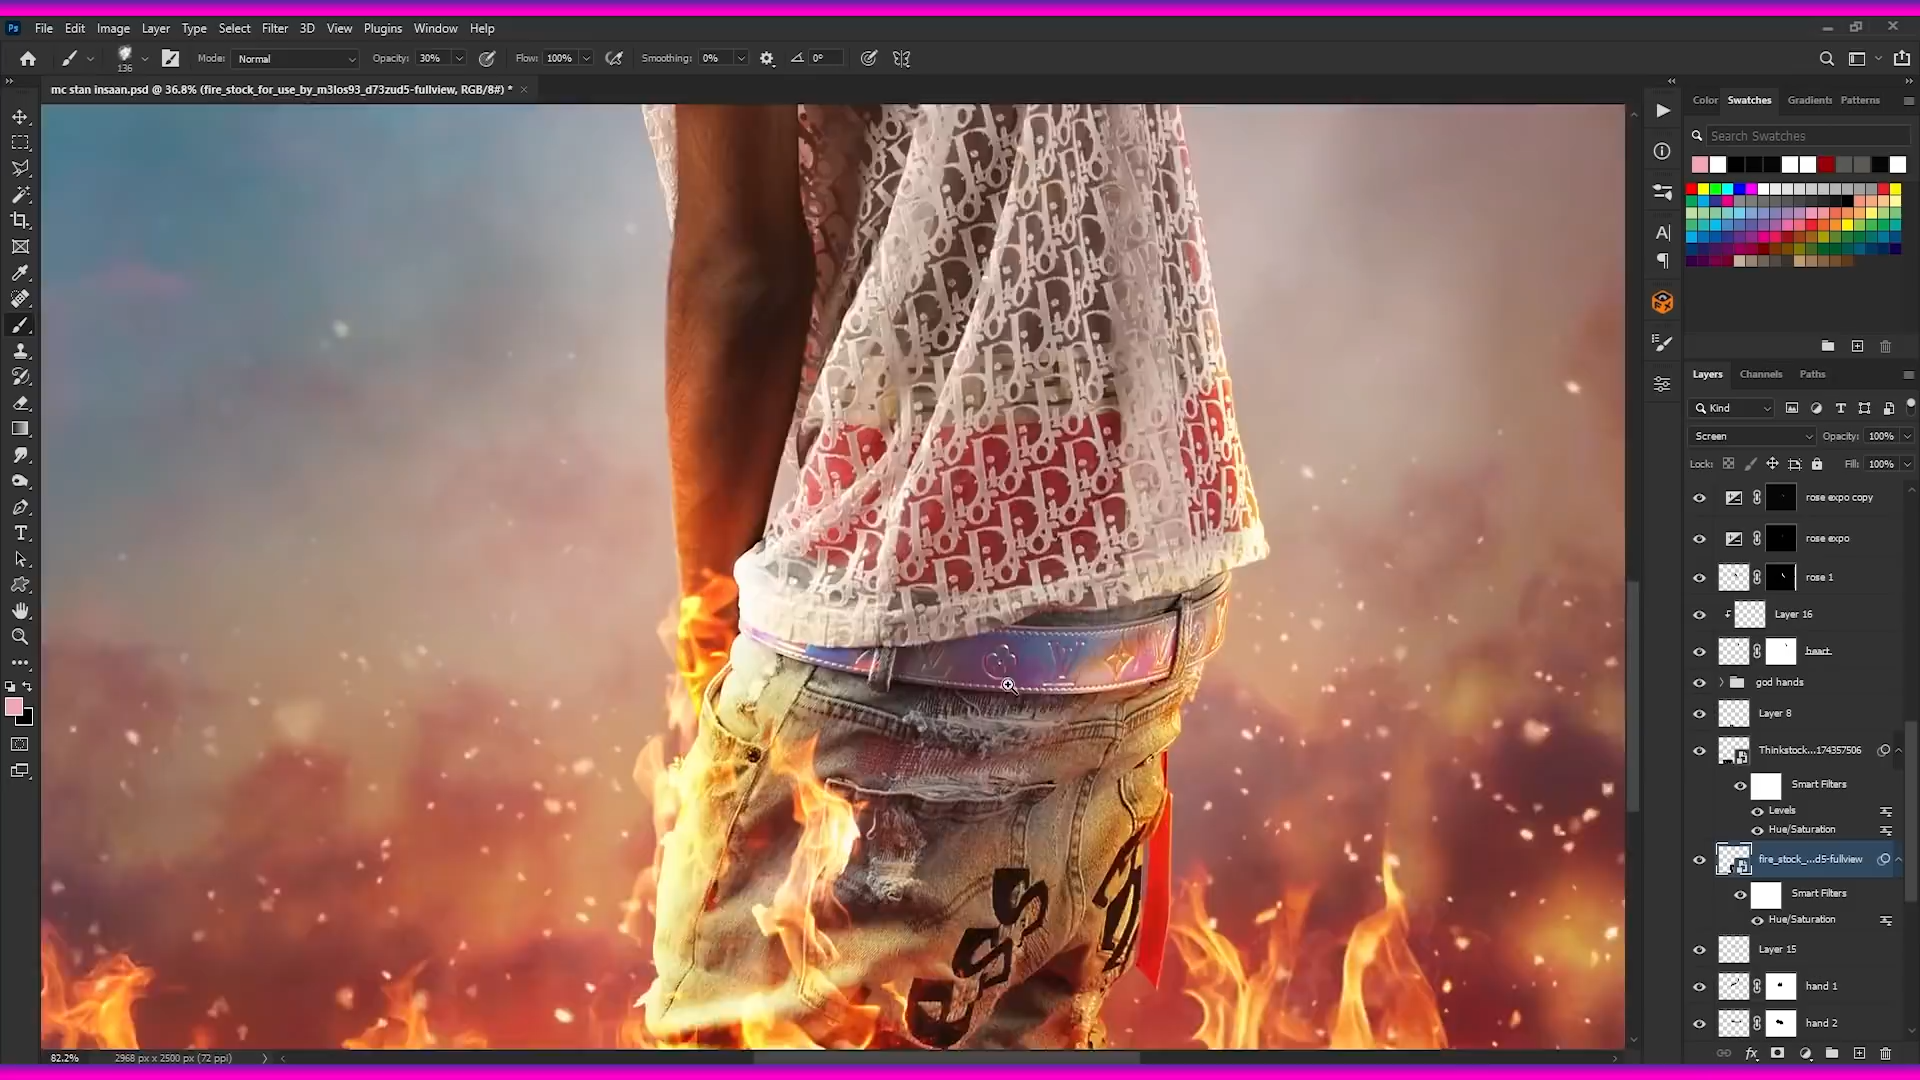 Ps File Edit Image Layer Type Select Filter 3D View Plugins Window Help
136 Mode: Normal Opacity: 30% Flow: 100% Smoothing: 0% 0°
mc stan insaan.psd @ 36.8% (fire_stock_for_use_by_m3los93_d73zud5-fullview, RGB/8#) *
Color Swatches Gradients Patterns
Search Swatches
Layers Channels Paths
Kind
Screen Opacity: 100%
Lock: Fill: 100%
rose expo copy
rose expo
rose 1
Layer 16
heart
god hands
Layer 8
Thinkstock...174357506
Smart Filters
Levels
Hue/Saturation
fire_stock_...d5-fullview
Smart Filters
Hue/Saturation
Layer 15
hand 1
hand 2
82.2% 2968 px x 2500 px (72 ppi)
Dior